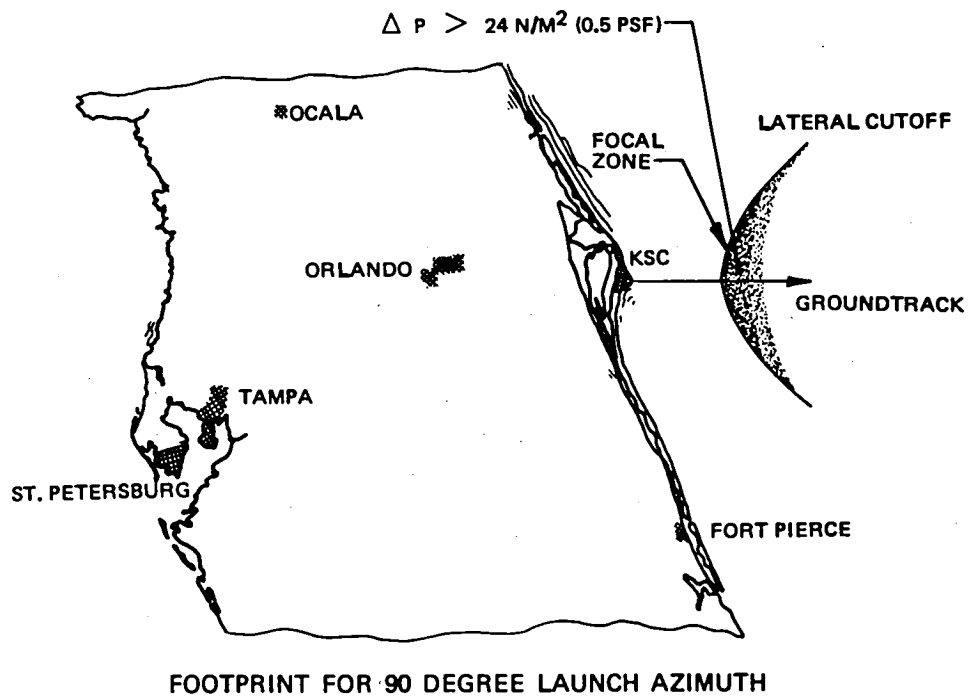 Δ P > 24 N/M² (0.5 PSF)
OCALA
LATERAL CUTOFF
FOCAL
ZONE
KSC
ORLANDO
GROUNDTRACK
TAMPA
ST. PETERSBURG
FORT PIERCE
FOOTPRINT FOR 90 DEGREE LAUNCH AZIMUTH